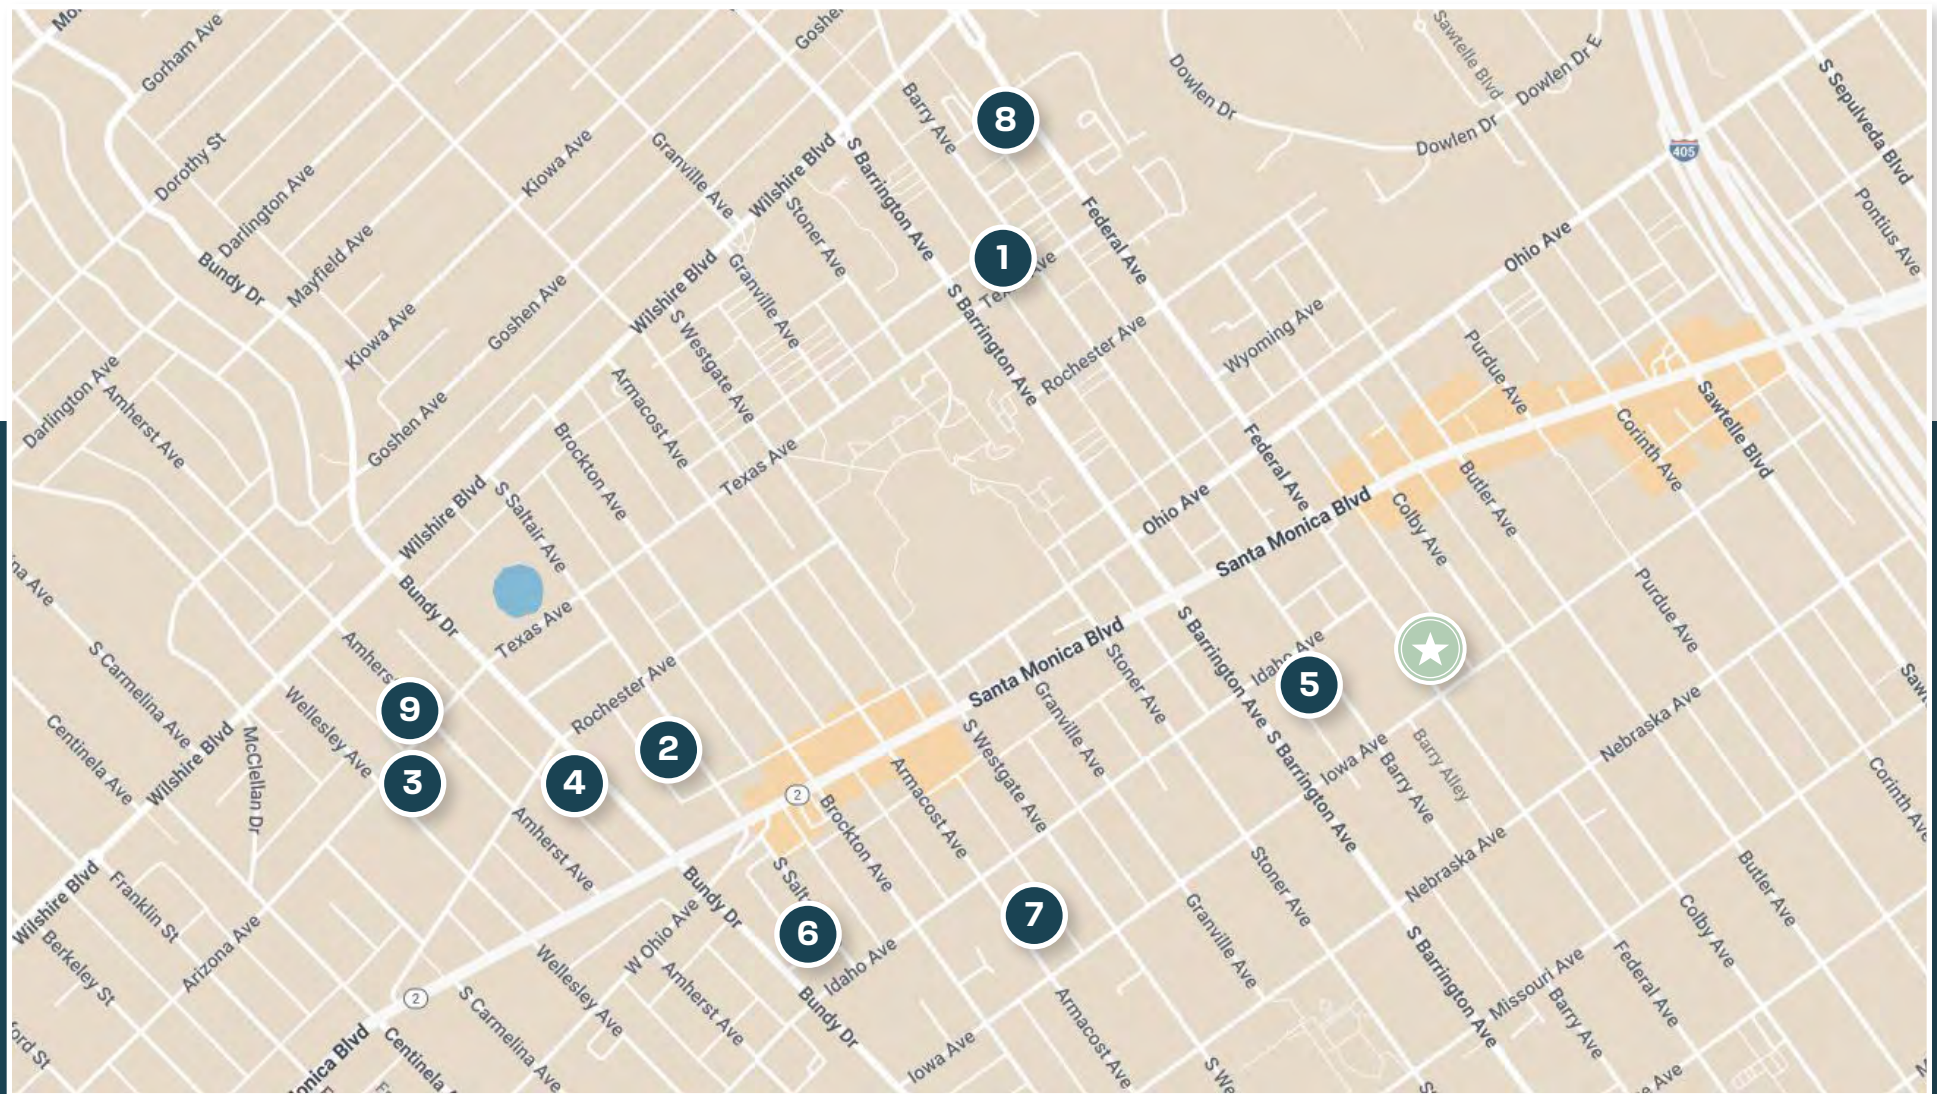 Gorham Ave
Goshen
Sawtelle Blvd
Dowlen Dr E
Dowlen Dr
Dowlen Dr
S Sepulveda Blvd
405
Barry Ave
8
Dorothy St
Kiowa Ave
Granville Ave
Wilshire Blvd
S Barrington Ave
Darlington Ave
Mayfield Ave
Bundy Dr
Stoner Ave
Federal Ave
Pontius Ave
Ohio Ave
1
Wilshire Blvd
Granville Ave
S Barrington Ave
Goshen Ave
Kiowa Ave
S Westgate Ave
Rochester Ave
Wyoming Ave
Purdue Ave
Darlington Ave
Amherst Ave
Goshen Ave
Armacost Ave
Brockton Ave
Texas Ave
Federal Ave
Corinth Ave
Sawtelle Blvd
Butler Ave
Colby Ave
Ohio Ave
Santa Monica Blvd
Wilshire Blvd
S Saltair Ave
Bundy Dr
Texas Ave
na Ave
Purdue Ave
S Carmelina Ave
Amherst
Rochester Ave
Santa Monica Blvd
Stoner Ave
S Barrington Ave
Idaho Ave
5
9
Wellesley Ave
2
Centinela Ave
Wilshire Blvd
McClellan Dr
3
4
Granville Ave
S Westgate Ave
S Barrington Ave
Iowa Ave
Barry Ave
Barry Alley
Nebraska Ave
Corinth Ave
2
Armacost Ave
Brockton Ave
Amherst Ave
Nebraska Ave
Stoner Ave
Butler Ave
Wilshire Blvd
Franklin St
Berkeley St
Arizona Ave
Bundy Dr
6
7
W Ohio Ave
Idaho Ave
Granville Ave
S Barrington Ave
Colby Ave
Federal Ave
Missouri Ave
Barry Ave
Wellesley Ave
Amherst Ave
Bundy Dr
2
S Carmelina Ave
Centinela A
onica Blvd
ord St
Iowa Ave
Armacost Ave
S We
e Ave